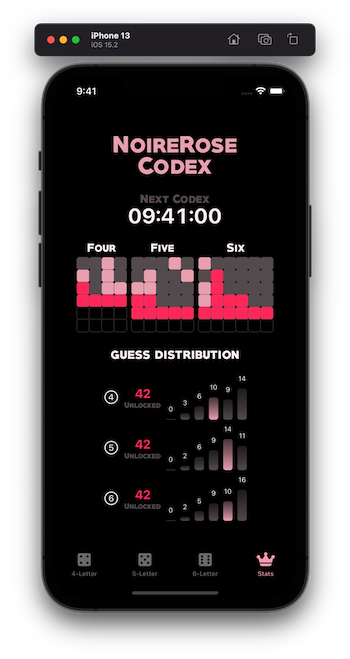 iPhone 13
iOS 15.2
9:41
NoireRose
Codex
Next Codex
09:41:00
Four Five Six
GUESS DISTRIBUTION
4 42 Unlocked 0 3 6 10 9 14
5 42 Unlocked 0 2 6 9 14 11
6 42 Unlocked 0 2 5 9 10 16
4-Letter 5-Letter 6-Letter Stats